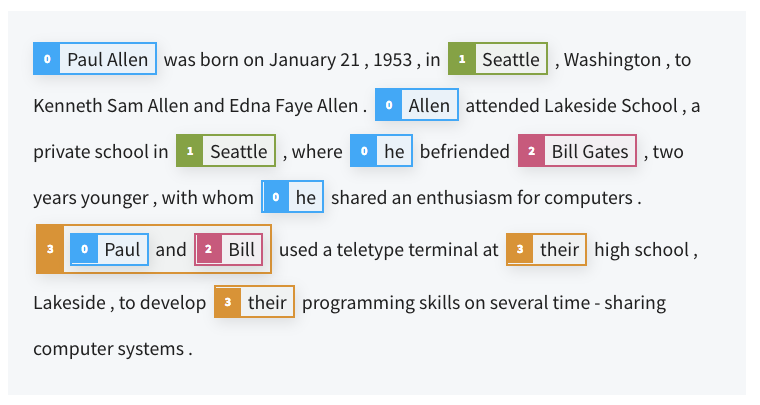 0 Paul Allen was born on January 21 , 1953 , in 1 Seattle , Washington , to
Kenneth Sam Allen and Edna Faye Allen . 0 Allen attended Lakeside School , a
private school in 1 Seattle , where 0 he befriended 2 Bill Gates , two
years younger , with whom 0 he shared an enthusiasm for computers .
3 0 Paul and 2 Bill used a teletype terminal at 3 their high school ,
Lakeside , to develop 3 their programming skills on several time - sharing
computer systems .